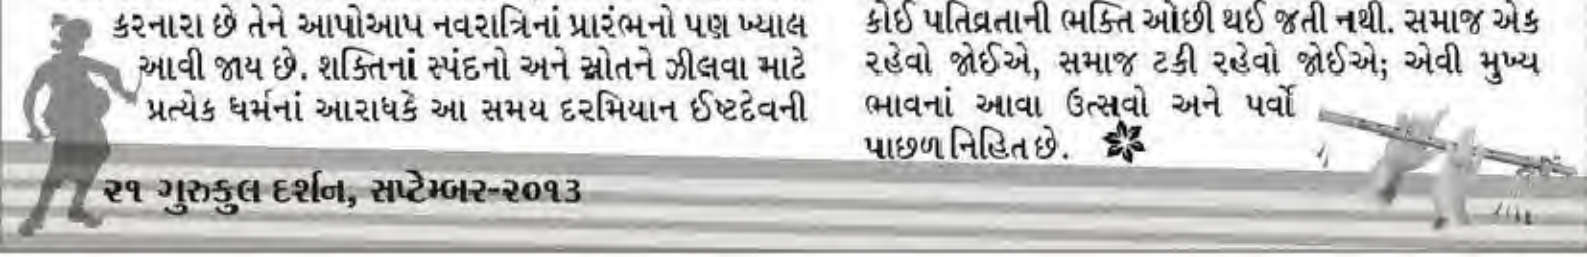 કરનારા છે તેને આપોઆપ નવરાત્રિનાં પ્રારંભનો પણ ખ્યાલ
આવી જાય છે. શક્તિનાં સ્પંદનો અને સ્રોતને ઝીલવા માટે
પ્રત્યેક ધર્મનાં આરાધકે આ સમય દરમિયાન ઈષ્ટદેવની
કોઈ પતિવ્રતાની ભક્તિ ઓછી થઈ જતી નથી. સમાજ એક
રહેવો જોઈએ, સમાજ ટકી રહેવો જોઈએ; એવી મુખ્ય
ભાવનાં આવા ઉત્સવો અને પર્વો
પાછળ નિહિત છે.
૨૧ ગુરુકુલ દર્શન, સપ્ટેમ્બર-૨૦૧૩